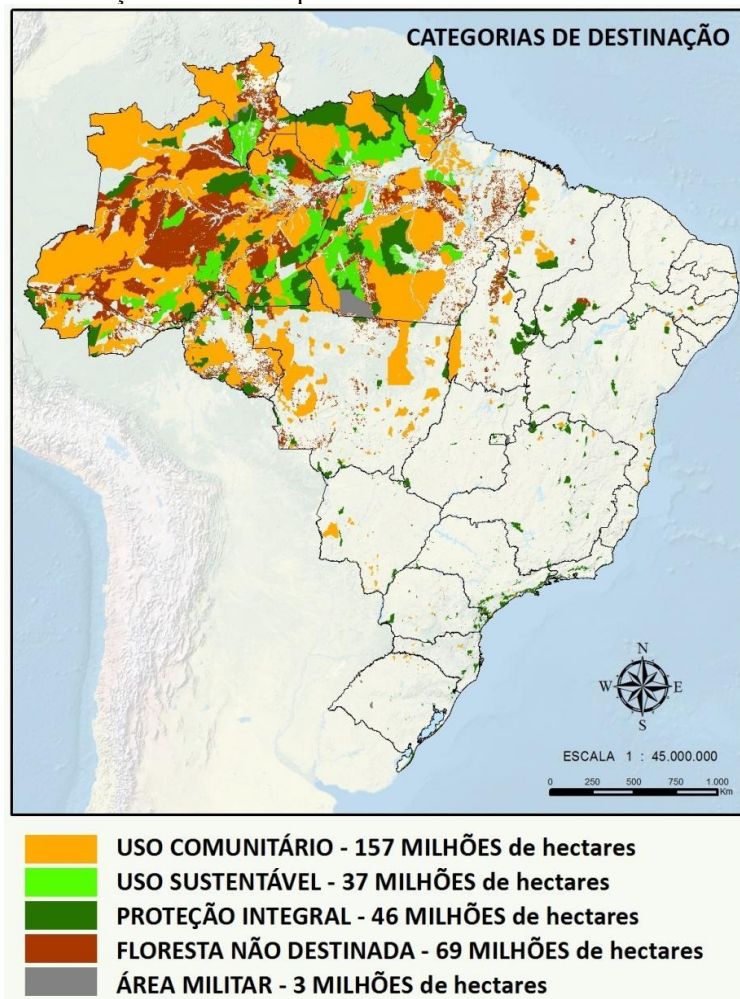 CATEGORIAS DE DESTINAÇÃO
N
W E
S
ESCALA 1 : 45.000.000
0 250 500 750 1.000
Km
USO COMUNITÁRIO - 157 MILHÕES de hectares
USO SUSTENTÁVEL - 37 MILHÕES de hectares
PROTEÇÃO INTEGRAL - 46 MILHÕES de hectares
FLORESTA NÃO DESTINADA - 69 MILHÕES de hectares
ÁREA MILITAR - 3 MILHÕES de hectares